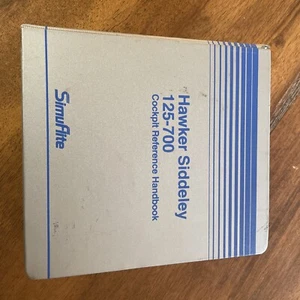 Hawker Siddeley
125-700
Cockpit Reference Handbook
Simuflite